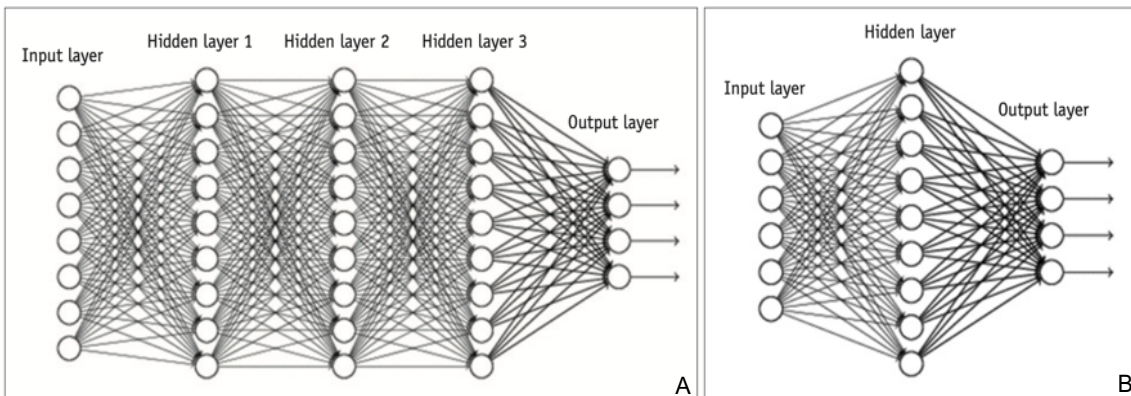 Input layer
Hidden layer 1
Hidden layer 2
Hidden layer 3
Output layer
A
Input layer
Hidden layer
Output layer
B